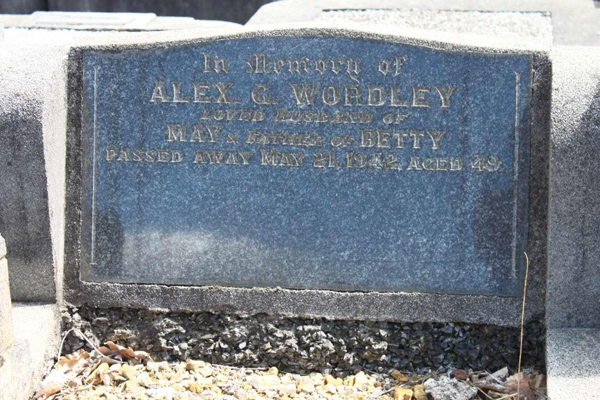 In Memory of
ALEX. G. WORDLEY
LOVED HUSBAND OF
MAY & FATHER OF BETTY
PASSED AWAY MAY 21, 1942, AGED 49.